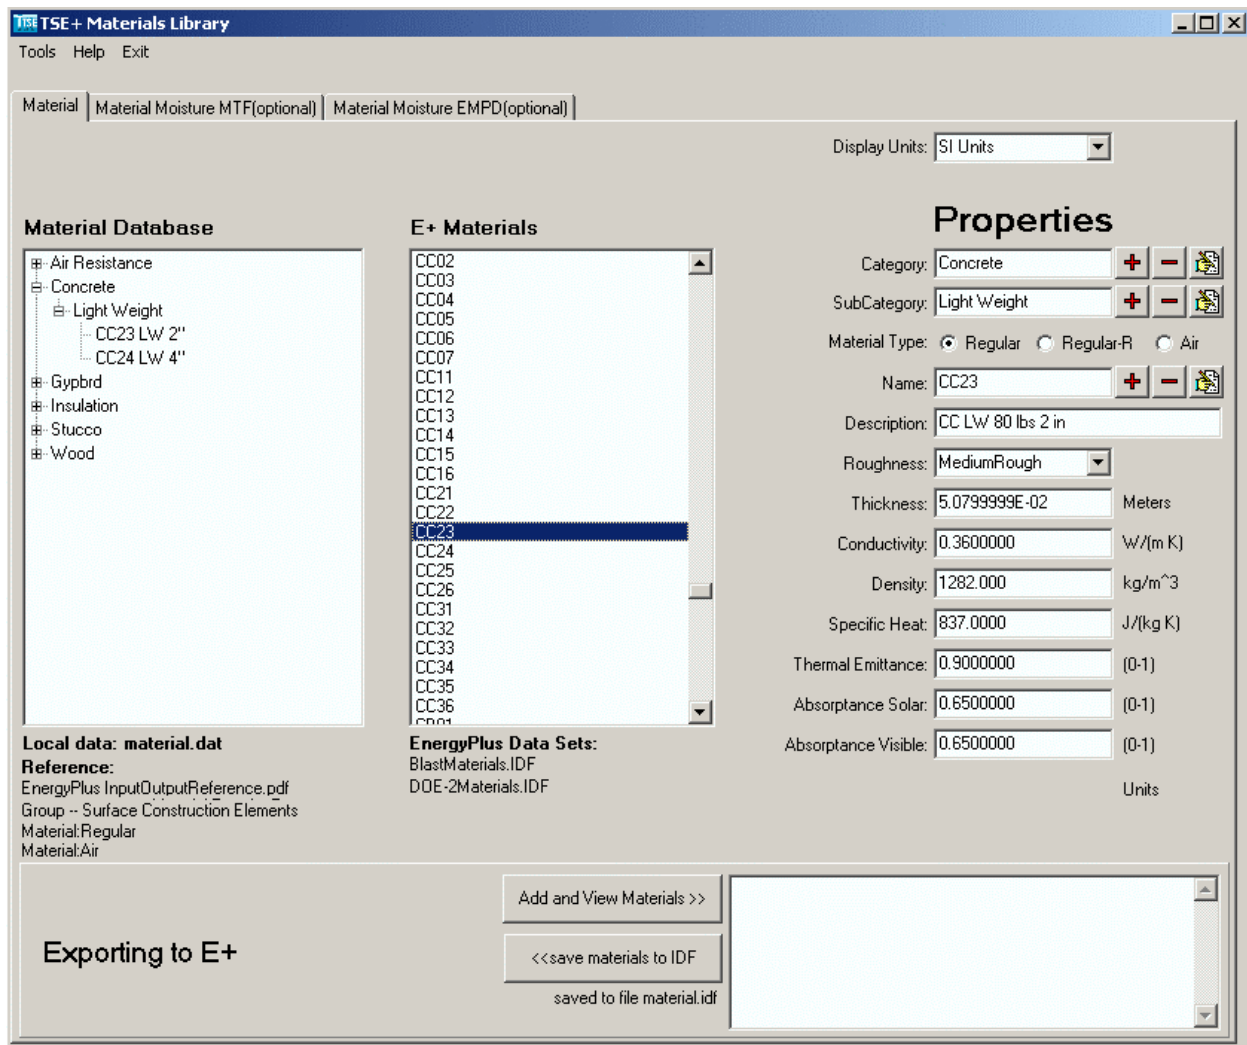 TSE TSE+ Materials Library
Tools Help Exit
Material Material Moisture MTF(optional) Material Moisture EMPD(optional)
Display Units: SI Units
Material Database
Air Resistance
Concrete
Light Weight
CC23 LW 2"
CC24 LW 4"
Gypbrd
Insulation
Stucco
Wood
Local data: material.dat
Reference:
EnergyPlus InputOutputReference.pdf
Group -- Surface Construction Elements
Material:Regular
Material:Air
E+ Materials
CC02
CC03
CC04
CC05
CC06
CC07
CC11
CC12
CC13
CC14
CC15
CC16
CC21
CC22
CC23
CC24
CC25
CC26
CC31
CC32
CC33
CC34
CC35
CC36
EnergyPlus Data Sets:
BlastMaterials.IDF
DOE-2Materials.IDF
Properties
Category: Concrete
SubCategory: Light Weight
Material Type: Regular Regular-R Air
Name: CC23
Description: CC LW 80 lbs 2 in
Roughness: MediumRough
Thickness: 5.0799999E-02 Meters
Conductivity: 0.3600000 W/(m K)
Density: 1282.000 kg/m^3
Specific Heat: 837.0000 J/(kg K)
Thermal Emittance: 0.9000000 (0-1)
Absorptance Solar: 0.6500000 (0-1)
Absorptance Visible: 0.6500000 (0-1)
Units
Exporting to E+
Add and View Materials >>
<<save materials to IDF
saved to file material.idf